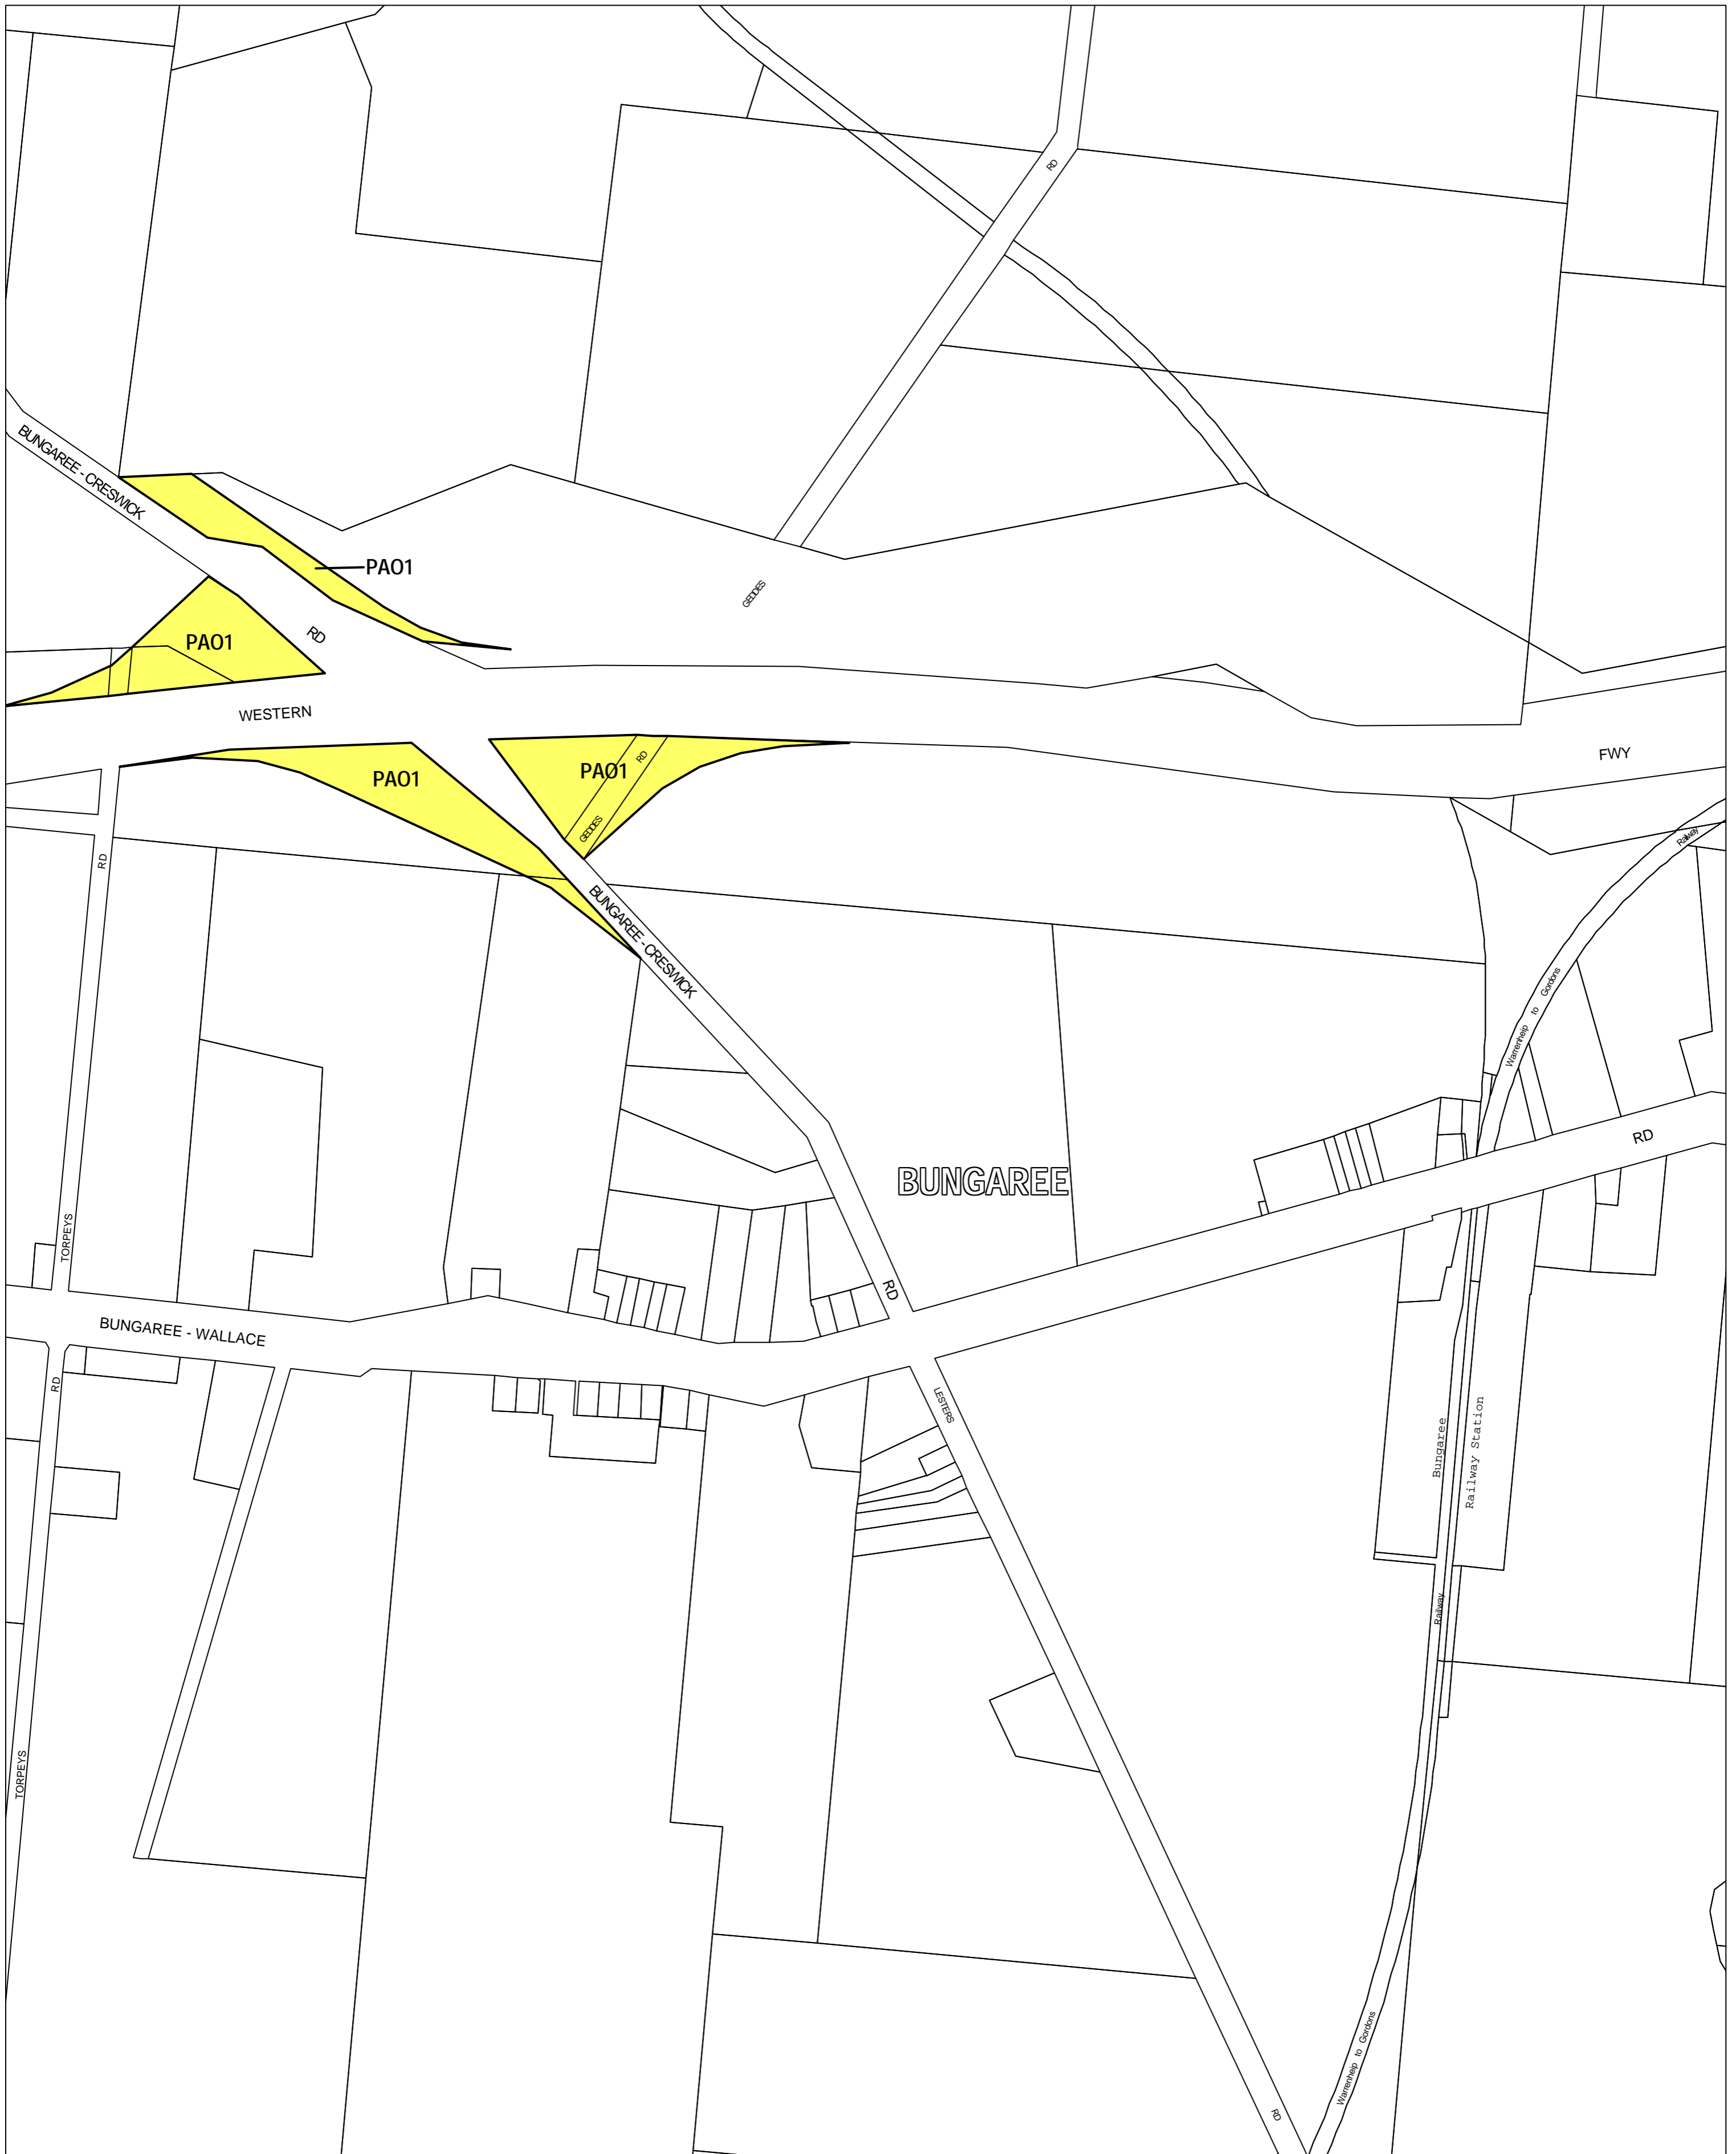 RD
BUNGAREE - CRESWICK
PAO1
GEDDES
PAO1
RD
WESTERN
FWY
PAO1
PAO1
RD
GEDDES
Railway
RD
BUNGAREE - CRESWICK
Warrenheip to Gordons
RD
BUNGAREE
TORPEYS
RD
BUNGAREE - WALLACE
RD
LESTERS
Bungaree
Railway Station
Railway
TORPEYS
Warrenheip to Gordons
RD